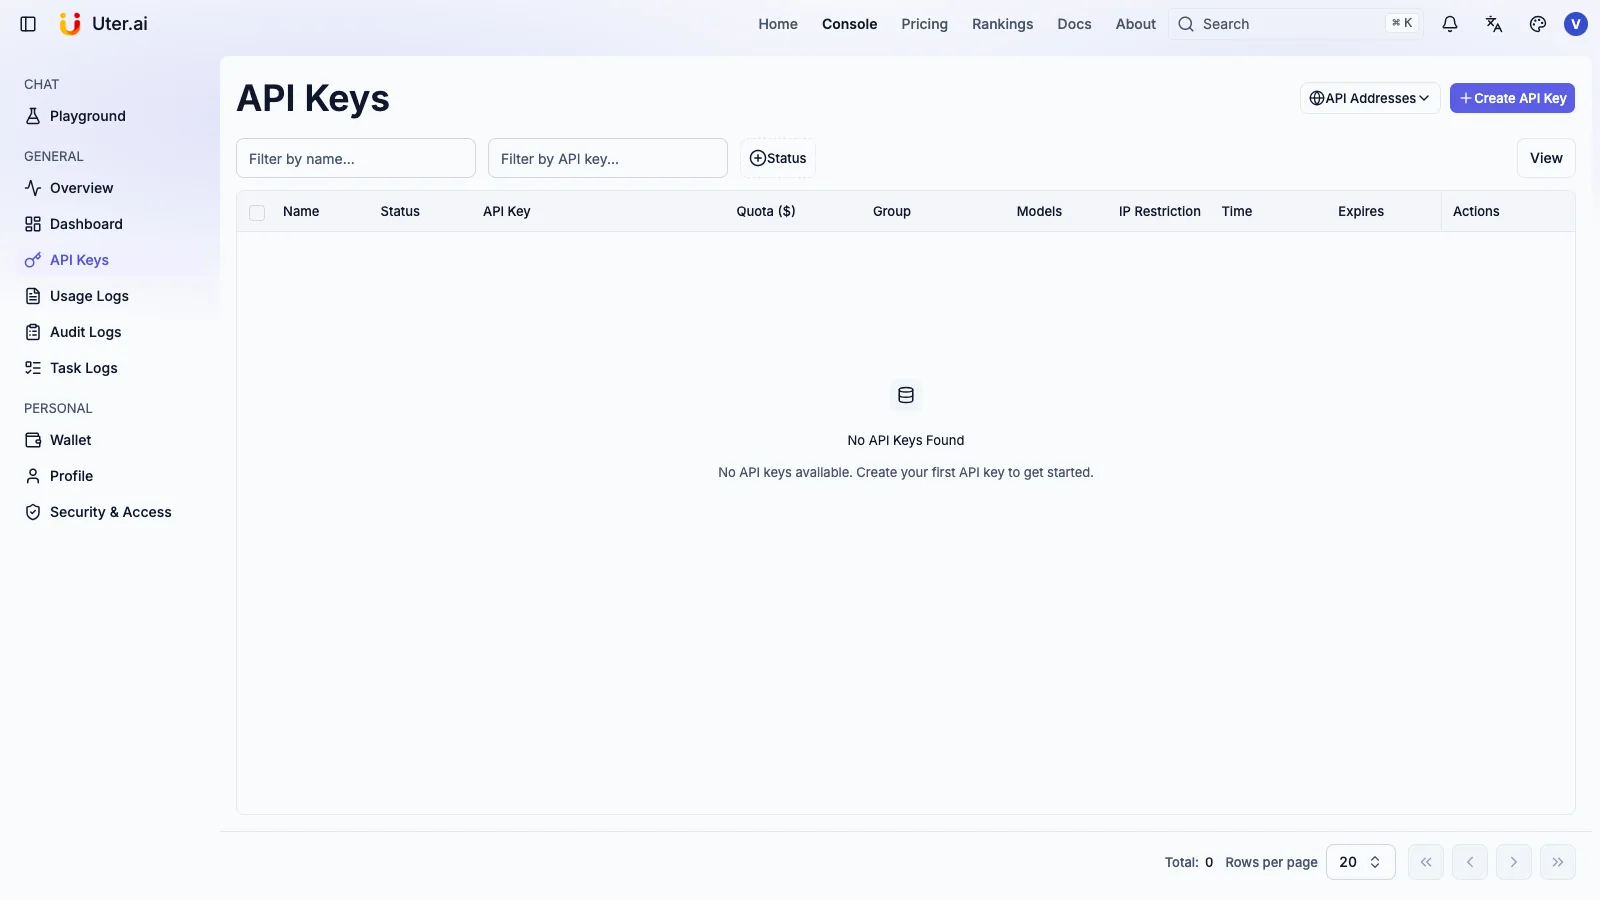 Uter.ai
Home Console Pricing Rankings Docs About Search ⌘ K V
CHAT
Playground
GENERAL
Overview
Dashboard
API Keys
Usage Logs
Audit Logs
Task Logs
PERSONAL
Wallet
Profile
Security & Access
API Keys
API Addresses
Create API Key
Filter by name...
Filter by API key...
Status
View
Name Status API Key Quota ($) Group Models IP Restriction Time Expires Actions
No API Keys Found
No API keys available. Create your first API key to get started.
Total: 0 Rows per page 20